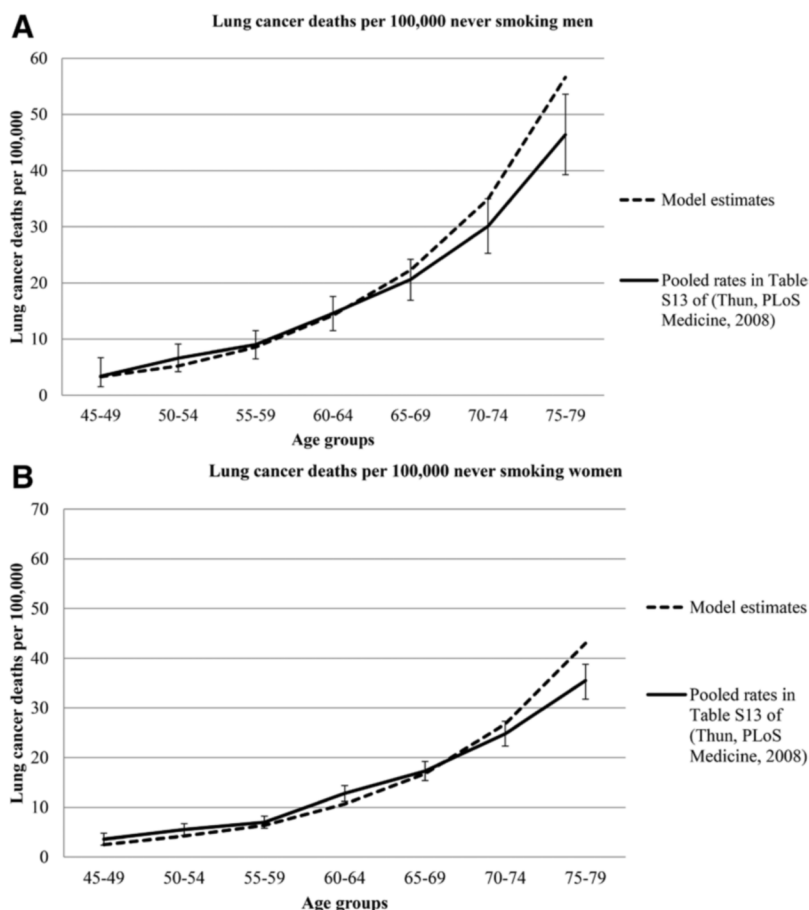 A
Lung cancer deaths per 100,000 never smoking men
Lung cancer deaths per 100,000
60
50
40
30
20
10
0
45-49 50-54 55-59 60-64 65-69 70-74 75-79
Age groups
Model estimates
Pooled rates in Table
S13 of (Thun, PLoS
Medicine, 2008)
B
Lung cancer deaths per 100,000 never smoking women
Lung cancer deaths per 100,000
70
60
50
40
30
20
10
0
45-49 50-54 55-59 60-64 65-69 70-74 75-79
Age groups
Model estimates
Pooled rates in
Table S13 of
(Thun, PLoS
Medicine, 2008)